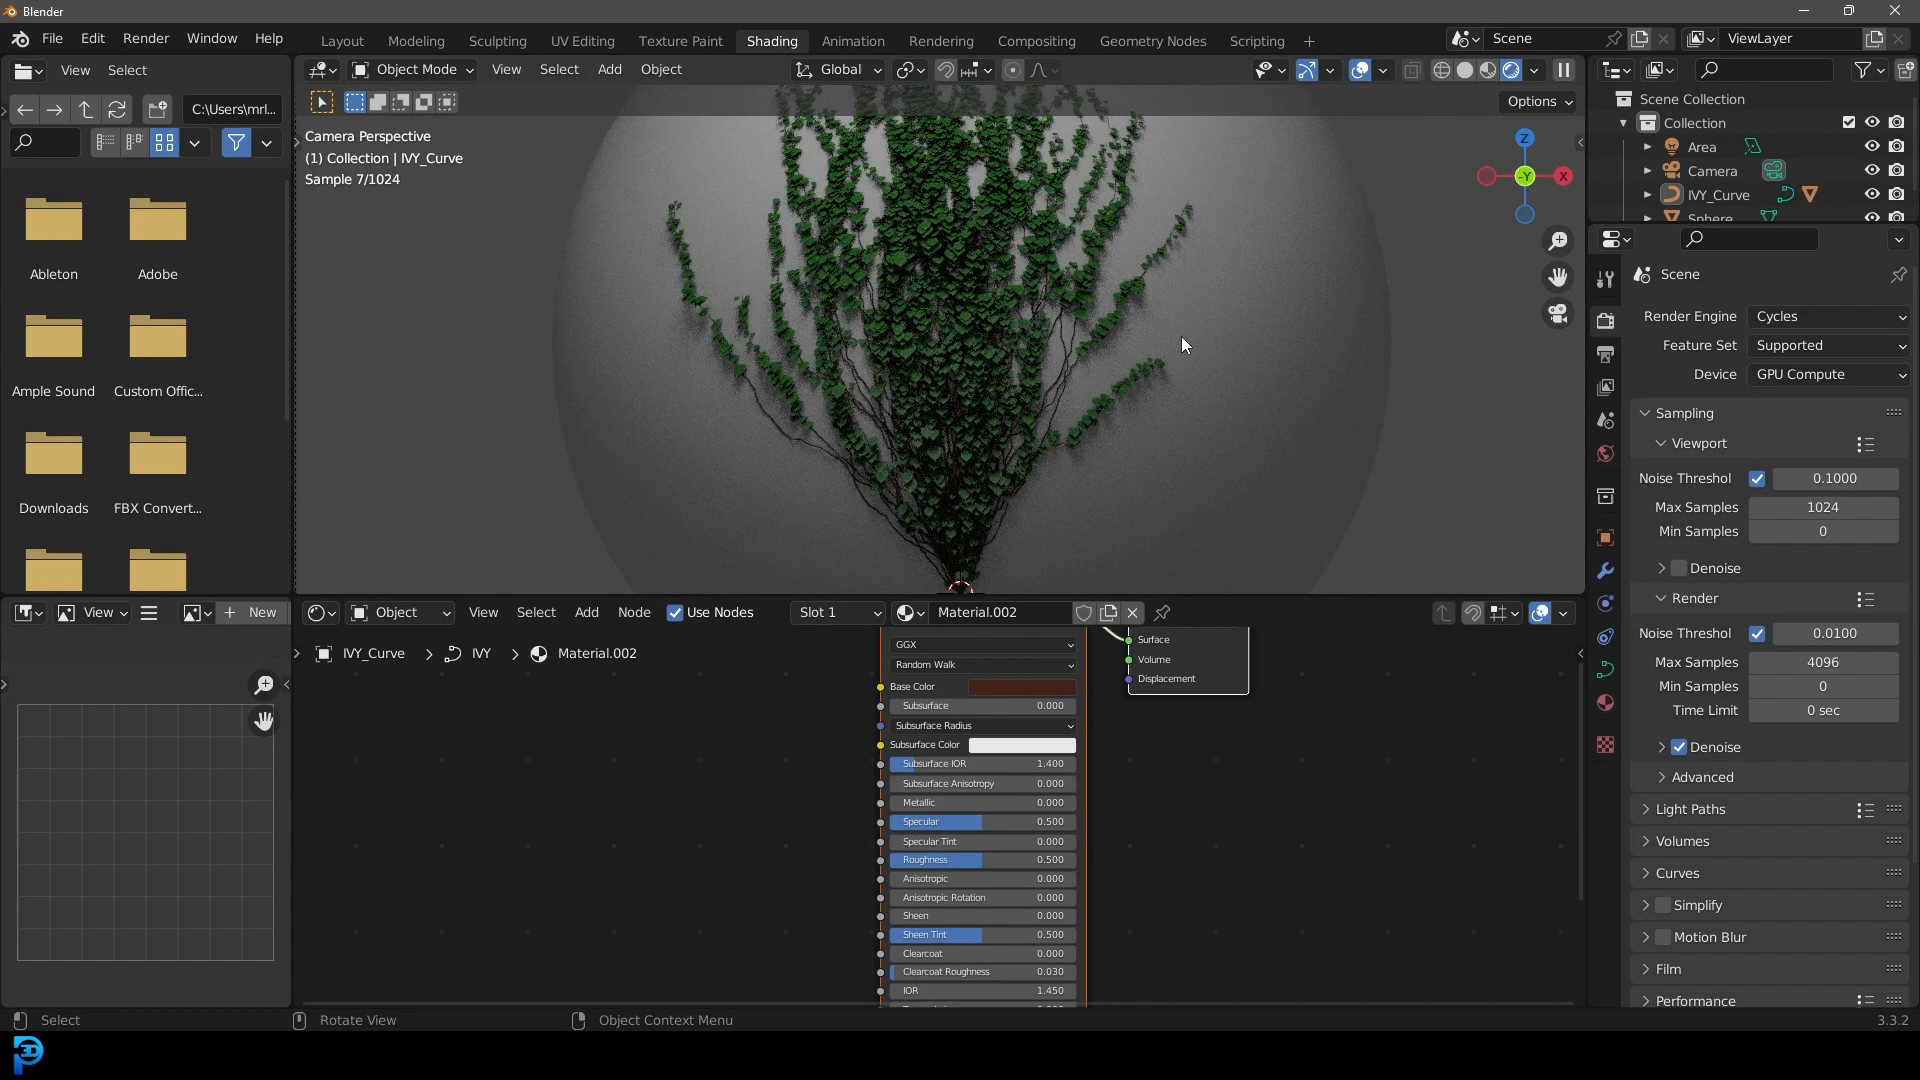 Blender
File Edit Render Window Help
Layout Modeling Sculpting UV Editing Texture Paint Shading Animation Rendering Compositing Geometry Nodes Scripting +
Scene
ViewLayer
View Select
Object Mode View Select Add Object
Global
C:\Users\mrl...
Options
Ableton Adobe
Ample Sound Custom Offic...
Downloads FBX Convert...
Camera Perspective
(1) Collection | IVY_Curve
Sample 7/1024
Z
-Y
X
Scene Collection
Collection
Area
Camera
IVY_Curve
Sphere
Scene
Render Engine Cycles
Feature Set Supported
Device GPU Compute
Sampling
Viewport
Noise Threshol 0.1000
Max Samples 1024
Min Samples 0
Denoise
Render
Noise Threshol 0.0100
Max Samples 4096
Min Samples 0
Time Limit 0 sec
Denoise
Advanced
Light Paths
Volumes
Curves
Simplify
Motion Blur
Film
Performance
View
+ New
Object View Select Add Node Use Nodes Slot 1 Material.002
IVY_Curve > IVY > Material.002
GGX
Random Walk
Base Color
Subsurface 0.000
Subsurface Radius
Subsurface Color
Subsurface IOR 1.400
Subsurface Anisotropy 0.000
Metallic 0.000
Specular 0.500
Specular Tint 0.000
Roughness 0.500
Anisotropic 0.000
Anisotropic Rotation 0.000
Sheen 0.000
Sheen Tint 0.500
Clearcoat 0.000
Clearcoat Roughness 0.030
IOR 1.450
Surface
Volume
Displacement
Select
Rotate View
Object Context Menu
3.3.2